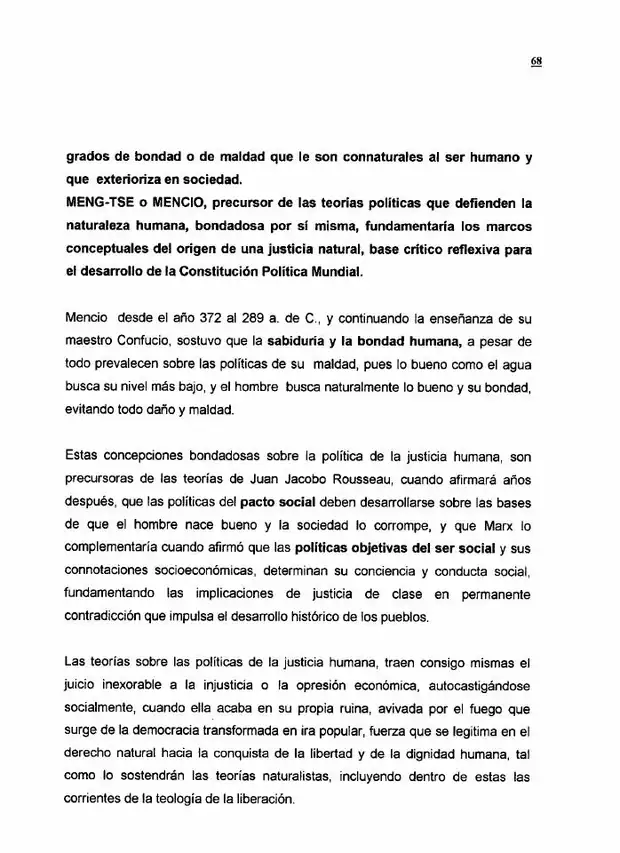 68
grados de bondad o de maldad que le son connaturales al ser humano y
que exterioriza en sociedad.
MENG-TSE o MENCIO, precursor de las teorías políticas que defienden la
naturaleza humana, bondadosa por sí misma, fundamentaría los marcos
conceptuales del origen de una justicia natural, base crítico reflexiva para
el desarrollo de la Constitución Política Mundial.
Mencio desde el año 372 al 289 a. de C., y continuando la enseñanza de su
maestro Confucio, sostuvo que la sabiduría y la bondad humana, a pesar de
todo prevalecen sobre las políticas de su maldad, pues lo bueno como el agua
busca su nivel más bajo, y el hombre busca naturalmente lo bueno y su bondad,
evitando todo daño y maldad.
Estas concepciones bondadosas sobre la política de la justicia humana, son
precursoras de las teorías de Juan Jacobo Rousseau, cuando afirmará años
después, que las políticas del pacto social deben desarrollarse sobre las bases
de que el hombre nace bueno y la sociedad lo corrompe, y que Marx lo
complementaría cuando afirmó que las políticas objetivas del ser social y sus
connotaciones socioeconómicas, determinan su conciencia y conducta social,
fundamentando las implicaciones de justicia de clase en permanente
contradicción que impulsa el desarrollo histórico de los pueblos.
Las teorías sobre las políticas de la justicia humana, traen consigo mismas el
juicio inexorable a la injusticia o la opresión económica, autocastigándose
socialmente, cuando ella acaba en su propia ruina, avivada por el fuego que
surge de la democracia transformada en ira popular, fuerza que se legitima en el
derecho natural hacia la conquista de la libertad y de la dignidad humana, tal
como lo sostendrán las teorías naturalistas, incluyendo dentro de estas las
corrientes de la teología de la liberación.